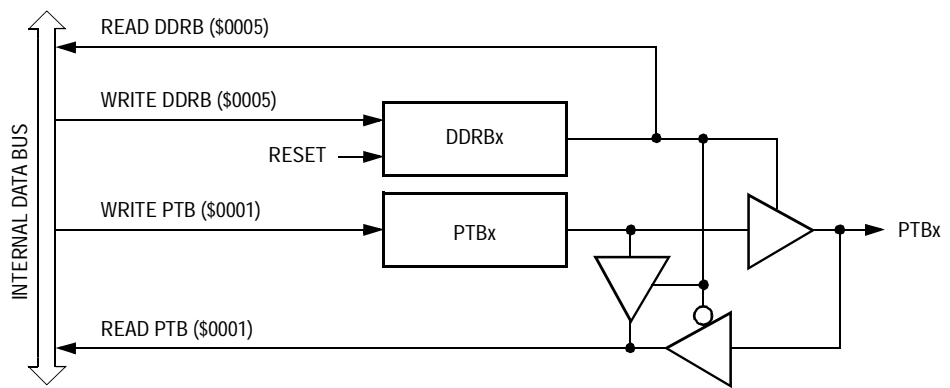 READ DDRB ($0005)
WRITE DDRB ($0005)
DDRBx
RESET
WRITE PTB ($0001)
PTBx
PTBx
READ PTB ($0001)
INTERNAL DATA BUS